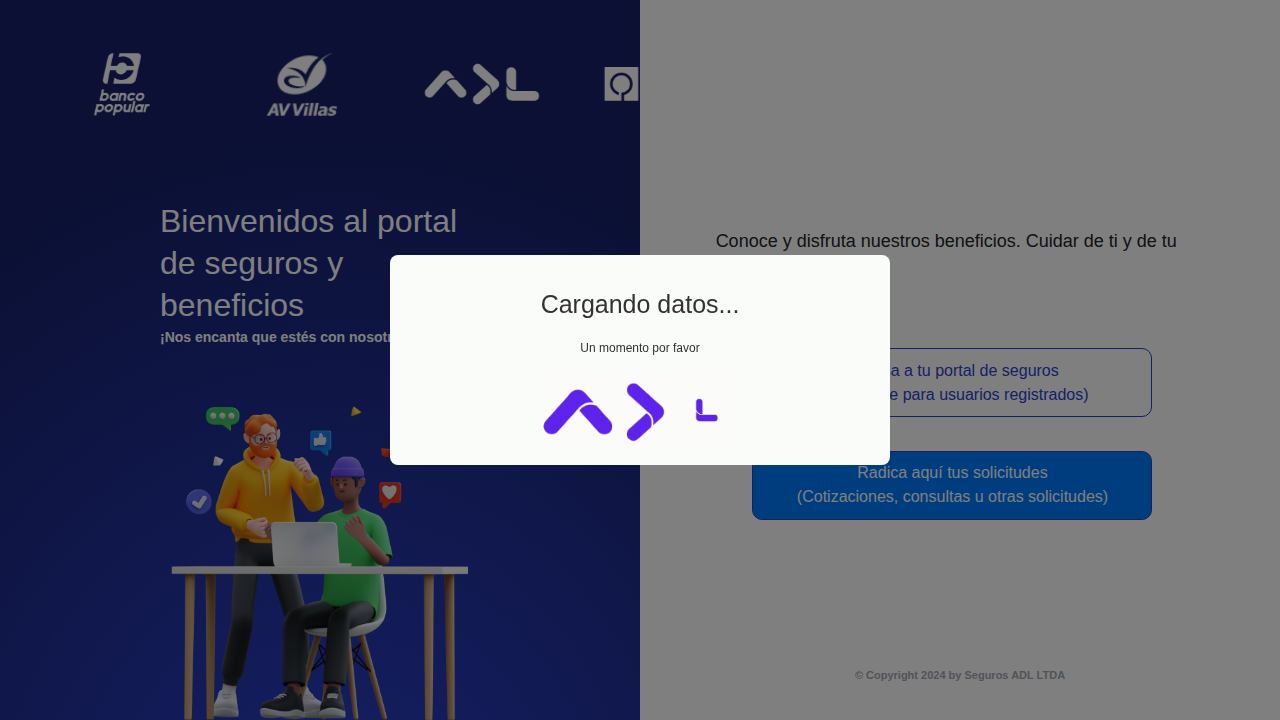 banco
popular
AV Villas
Bienvenidos al portal
de seguros y
beneficios
¡Nos encanta que estés con
Conoce y disfruta nuestros beneficios. Cuidar de ti y de tu
Cargando datos...
Un momento por favor
a tu portal de seguros
para usuarios registrados)
Radica aquí tus solicitudes
(Cotizaciones, consultas u otras solicitudes)
© Copyright 2024 by Seguros ADL LTDA